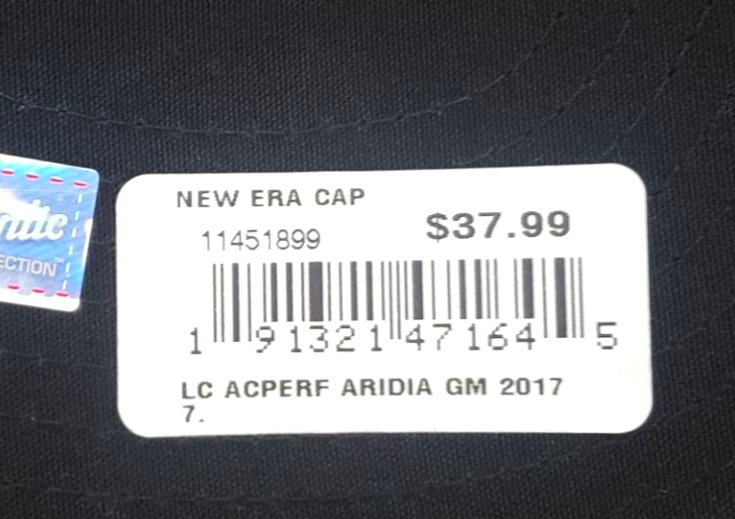 NEW ERA CAP
11451899
$37.99
1 91321 47164 5
LC ACPERF ARIDIA GM 2017
7.